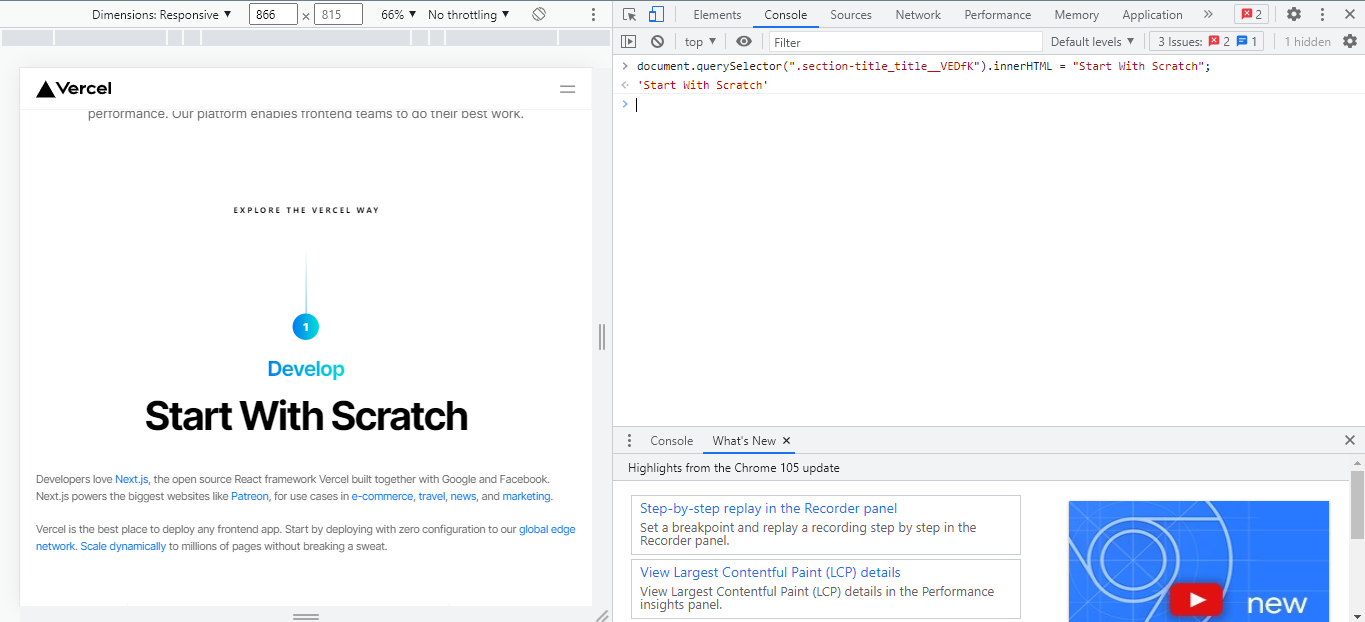 Dimensions: Responsive ▼ 866 × 815 66% ▼ No throttling ▼
Vercel
performance. Our platform enables frontend teams to do their best work.
EXPLORE THE VERCEL WAY
1
Develop
Start With Scratch
Developers love Next.js, the open source React framework Vercel built together with Google and Facebook.
Next.js powers the biggest websites like Patreon, for use cases in e-commerce, travel, news, and marketing.
Vercel is the best place to deploy any frontend app. Start by deploying with zero configuration to our global edge
network. Scale dynamically to millions of pages without breaking a sweat.
Elements Console Sources Network Performance Memory Application » 2
top ▼ Filter Default levels ▼ 3 Issues: 2 1 1 hidden
> document.querySelector(".section-title_title__VEDfK").innerHTML = "Start With Scratch";
'Start With Scratch'
>
Console What's New ×
Highlights from the Chrome 105 update
Step-by-step replay in the Recorder panel
Set a breakpoint and replay a recording step by step in the
Recorder panel.
View Largest Contentful Paint (LCP) details
View Largest Contentful Paint (LCP) details in the Performance
insights panel.
new